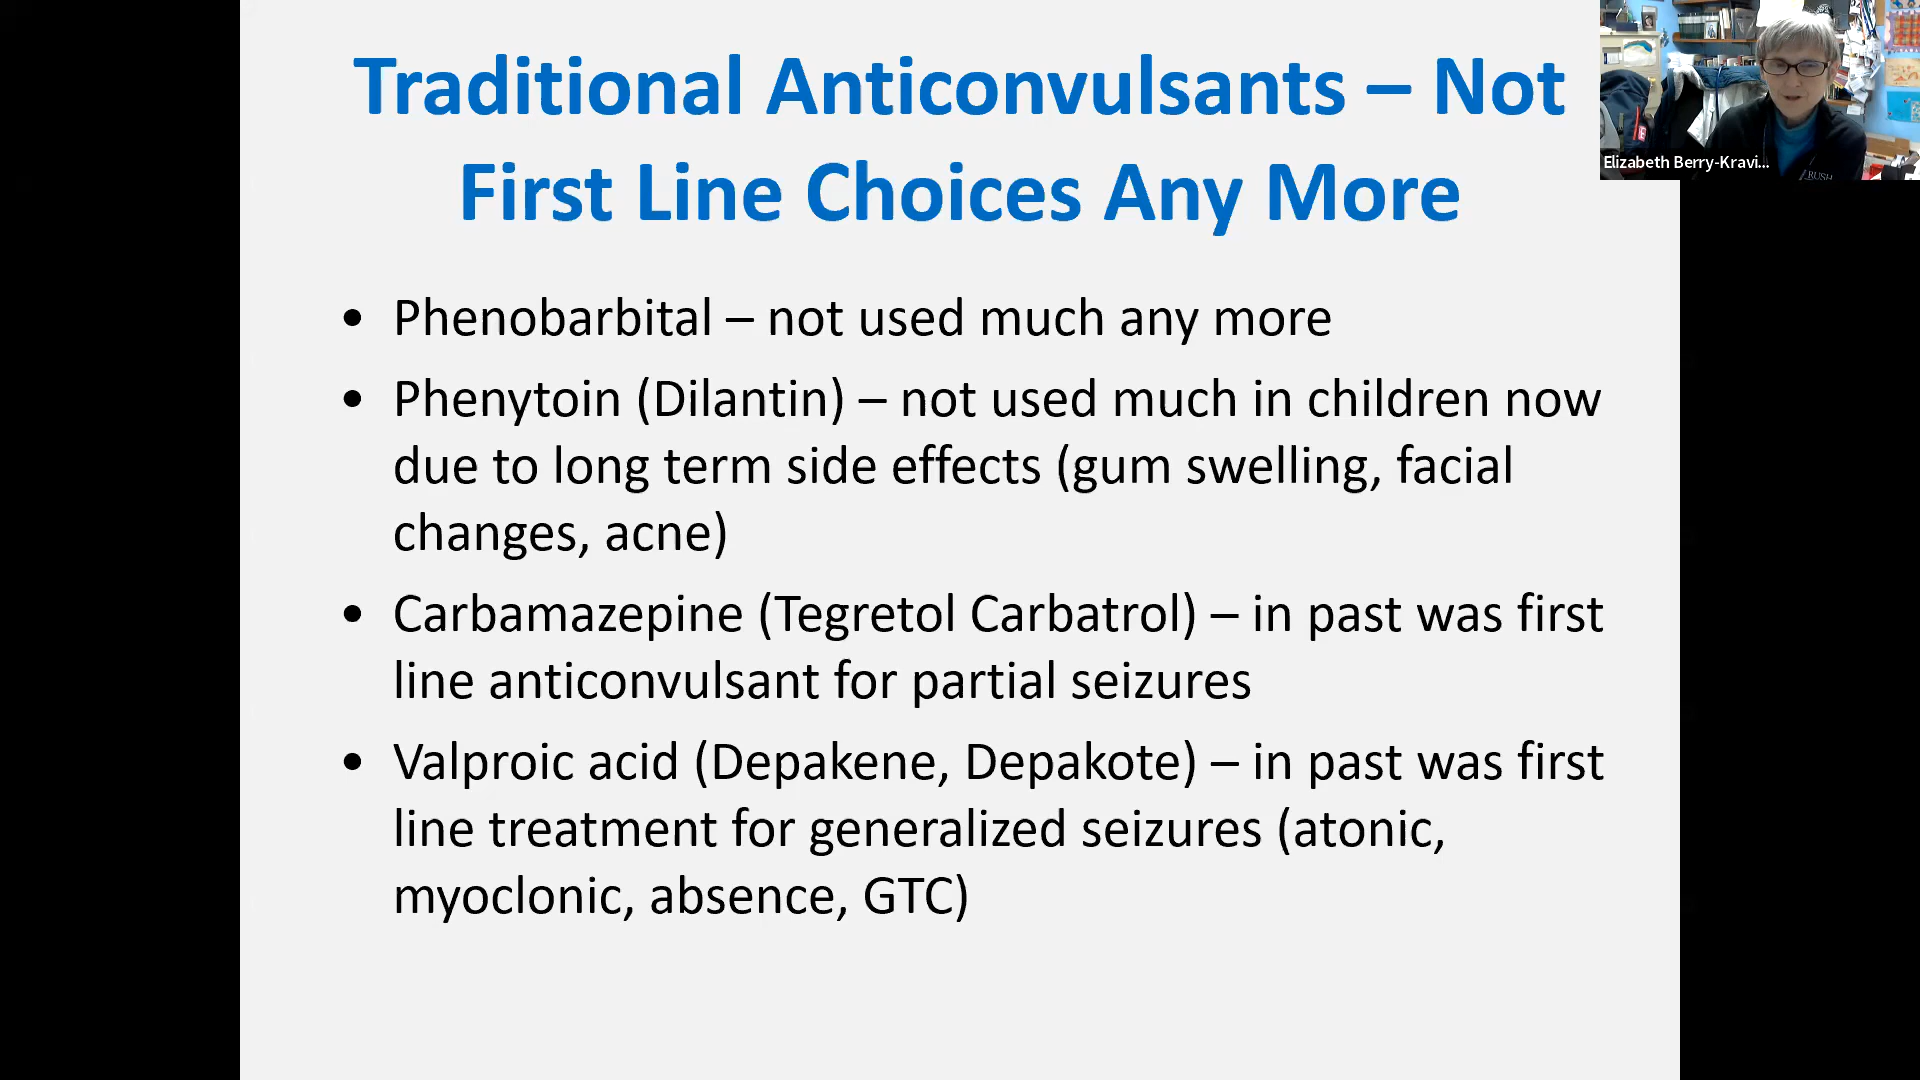 Traditional Anticonvulsants – Not
First Line Choices Any More
Elizabeth Berry-Kravi...
RUSH
• Phenobarbital – not used much any more
• Phenytoin (Dilantin) – not used much in children now
due to long term side effects (gum swelling, facial
changes, acne)
• Carbamazepine (Tegretol Carbatrol) – in past was first
line anticonvulsant for partial seizures
• Valproic acid (Depakene, Depakote) – in past was first
line treatment for generalized seizures (atonic,
myoclonic, absence, GTC)